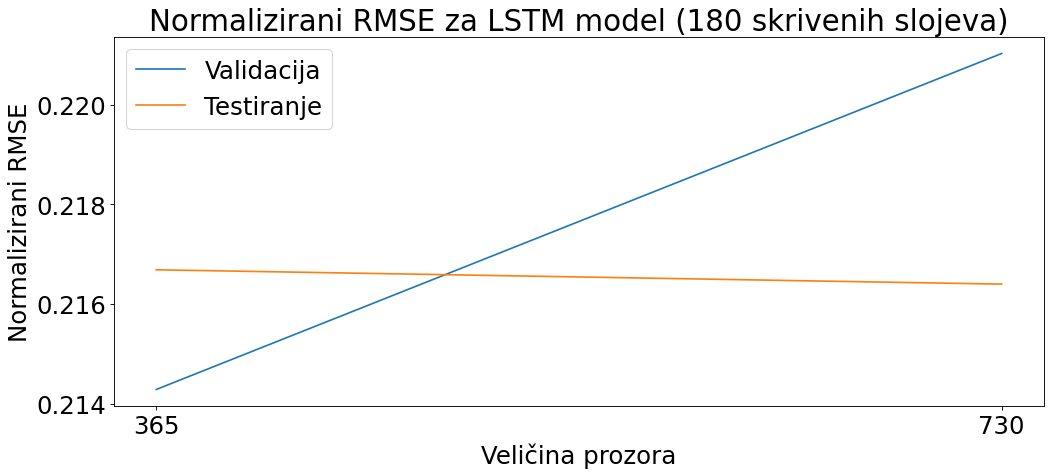 Normalizirani RMSE za LSTM model (180 skrivenih slojeva)
Validacija
Testiranje
Normalizirani RMSE
0.220
0.218
0.216
0.214
365
730
Veličina prozora